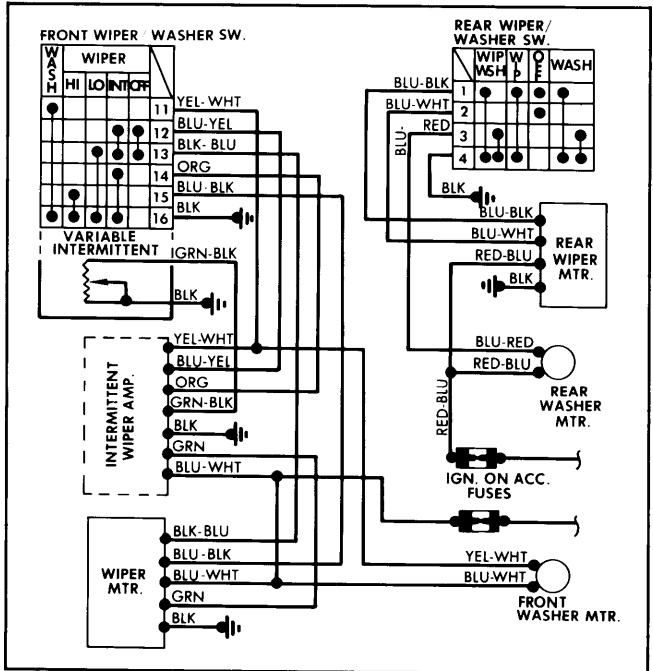 FRONT WIPER/WASHER SW.
WASH
WIPER
HI LO INT OFF
11 YEL-WHT
12 BLU-YEL
13 BLK-BLU
14 ORG
15 BLU-BLK
16 BLK
VARIABLE
INTERMITTENT
IGRN-BLK
BLK
INTERMITTENT
WIPER AMP.
YEL-WHT
BLU-YEL
ORG
GRN-BLK
BLK
GRN
BLU-WHT
WIPER
MTR.
BLK-BLU
BLU-BLK
BLU-WHT
GRN
BLK
REAR WIPER/
WASHER SW.
WIP WSH
WIP
OFF
WASH
BLU-BLK 1
BLU-WHT 2
BLU-RED 3
4
BLK
BLU-BLK
BLU-WHT
RED-BLU
BLK
REAR
WIPER
MTR.
BLU-RED
RED-BLU
REAR
WASHER
MTR.
RED-BLU
IGN. ON ACC.
FUSES
YEL-WHT
BLU-WHT
FRONT
WASHER MTR.